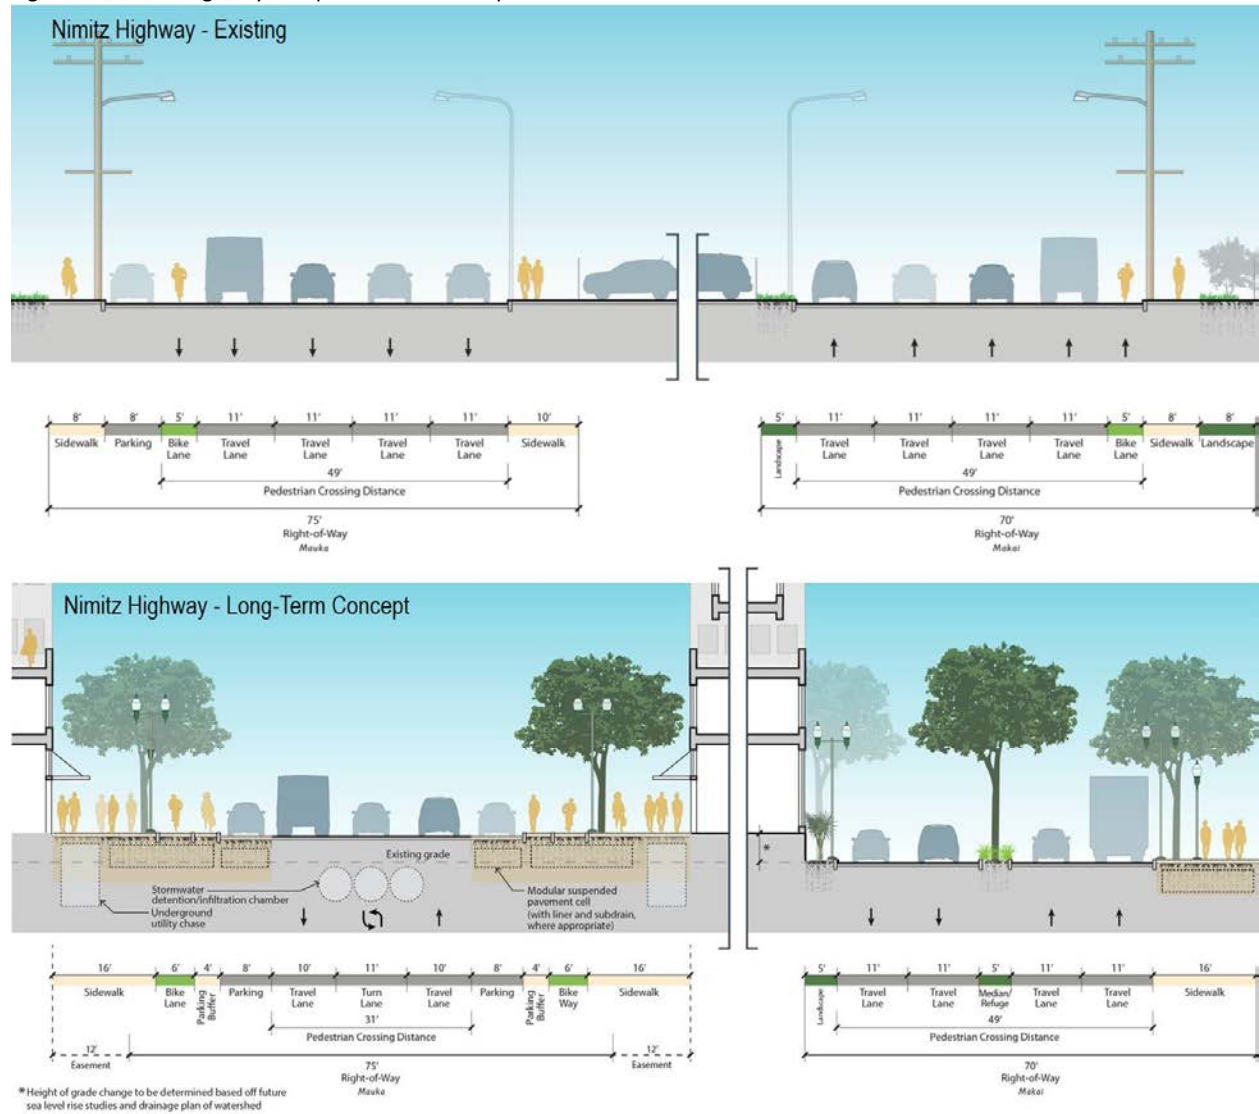 Nimitz Highway - Existing
8' 8' 5' 11' 11' 11' 11' 10'
Sidewalk Parking Bike Lane Travel Lane Travel Lane Travel Lane Travel Lane Sidewalk
49'
Pedestrian Crossing Distance
75'
Right-of-Way
Mauka
5' 11' 11' 11' 11' 5' 8' 8'
Landscape Travel Lane Travel Lane Travel Lane Travel Lane Bike Lane Sidewalk Landscape
49'
Pedestrian Crossing Distance
70'
Right-of-Way
Makai
Nimitz Highway - Long-Term Concept
Existing grade
Stormwater
detention/infiltration chamber
Underground
utility chase
Modular suspended
pavement cell
(with liner and subdrain,
where appropriate)
*
16' 6' 4' 8' 10' 11' 10' 8' 4' 6' 16'
Sidewalk Bike Lane Parking Buffer Parking Travel Lane Turn Lane Travel Lane Parking Parking Buffer Bike Way Sidewalk
31'
Pedestrian Crossing Distance
12'
Easement
75'
Right-of-Way
Mauka
12'
Easement
5' 11' 11' 5' 11' 11' 16'
Landscape Travel Lane Travel Lane Median/ Refuge Travel Lane Travel Lane Sidewalk
49'
Pedestrian Crossing Distance
70'
Right-of-Way
Makai
*Height of grade change to be determined based off future
sea level rise studies and drainage plan of watershed